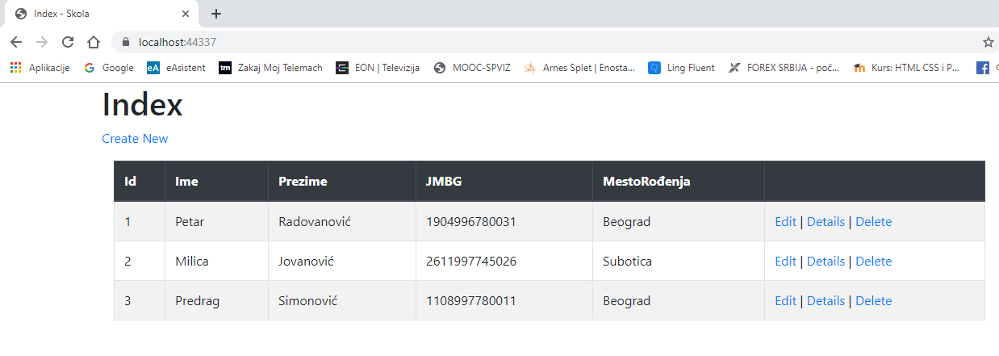 Index - Skola
localhost:44337
Aplikacije Google eA eAsistent tm Zakaj Moj Telemach EON | Televizija MOOC-SPVIZ Arnes Splet | Enosta... Ling Fluent FOREX SRBIJA - poč... Kurs: HTML CSS i P...
Index
Create New
Id Ime Prezime JMBG MestoRođenja
1 Petar Radovanović 1904996780031 Beograd Edit | Details | Delete
2 Milica Jovanović 2611997745026 Subotica Edit | Details | Delete
3 Predrag Simonović 1108997780011 Beograd Edit | Details | Delete